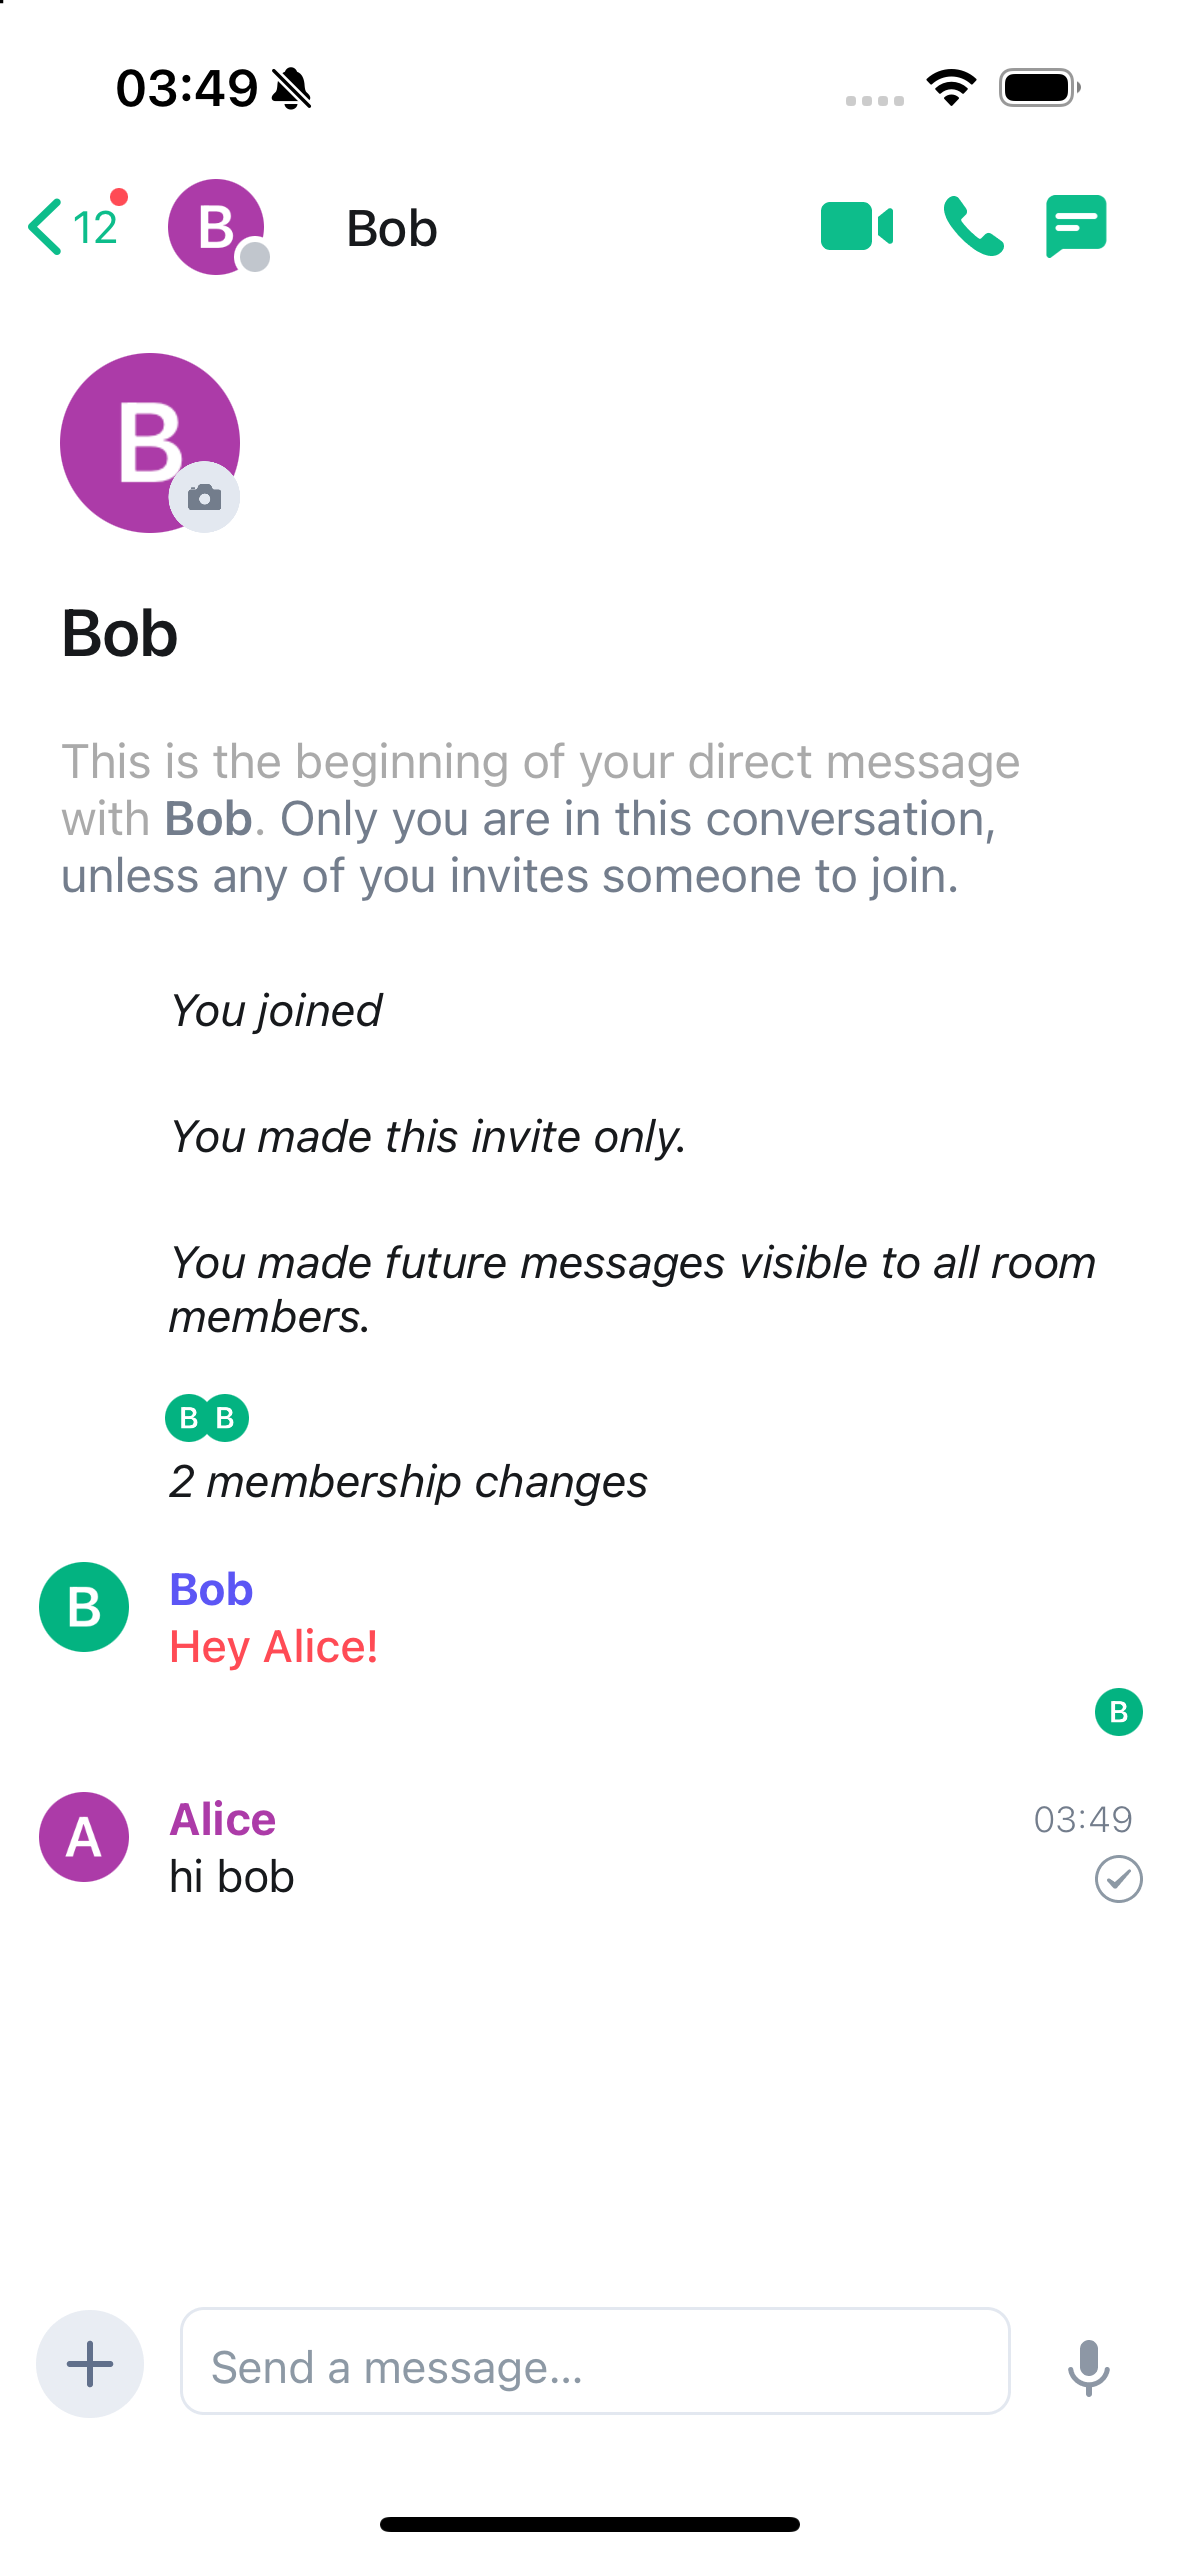 03:49
12
B
Bob
B
Bob
This is the beginning of your direct message
with Bob. Only you are in this conversation,
unless any of you invites someone to join.
You joined
You made this invite only.
You made future messages visible to all room
members.
B B
2 membership changes
B
Bob
Hey Alice!
B
A
Alice
03:49
hi bob
Send a message...